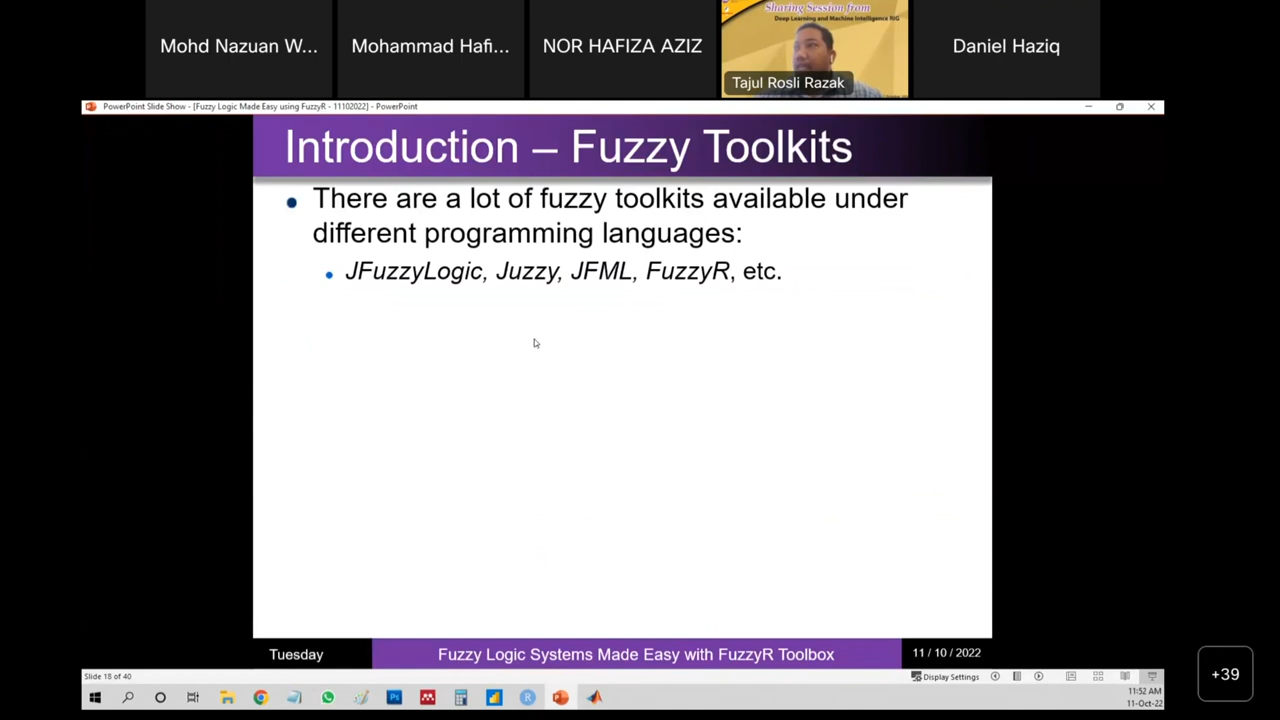 Sharing Session from
Deep Learning and Machine Intelligence RIG
Mohd Nazuan W...
Mohammad Hafi...
NOR HAFIZA AZIZ
Tajul Rosli Razak
Daniel Haziq
PowerPoint Slide Show - [Fuzzy Logic Made Easy using FuzzyR - 11102022] - PowerPoint
Introduction – Fuzzy Toolkits
There are a lot of fuzzy toolkits available under
different programming languages:
JFuzzyLogic, Juzzy, JFML, FuzzyR, etc.
Tuesday
Fuzzy Logic Systems Made Easy with FuzzyR Toolbox
11 / 10 / 2022
Slide 18 of 40
Display Settings
+39
11:52 AM
11-Oct-22